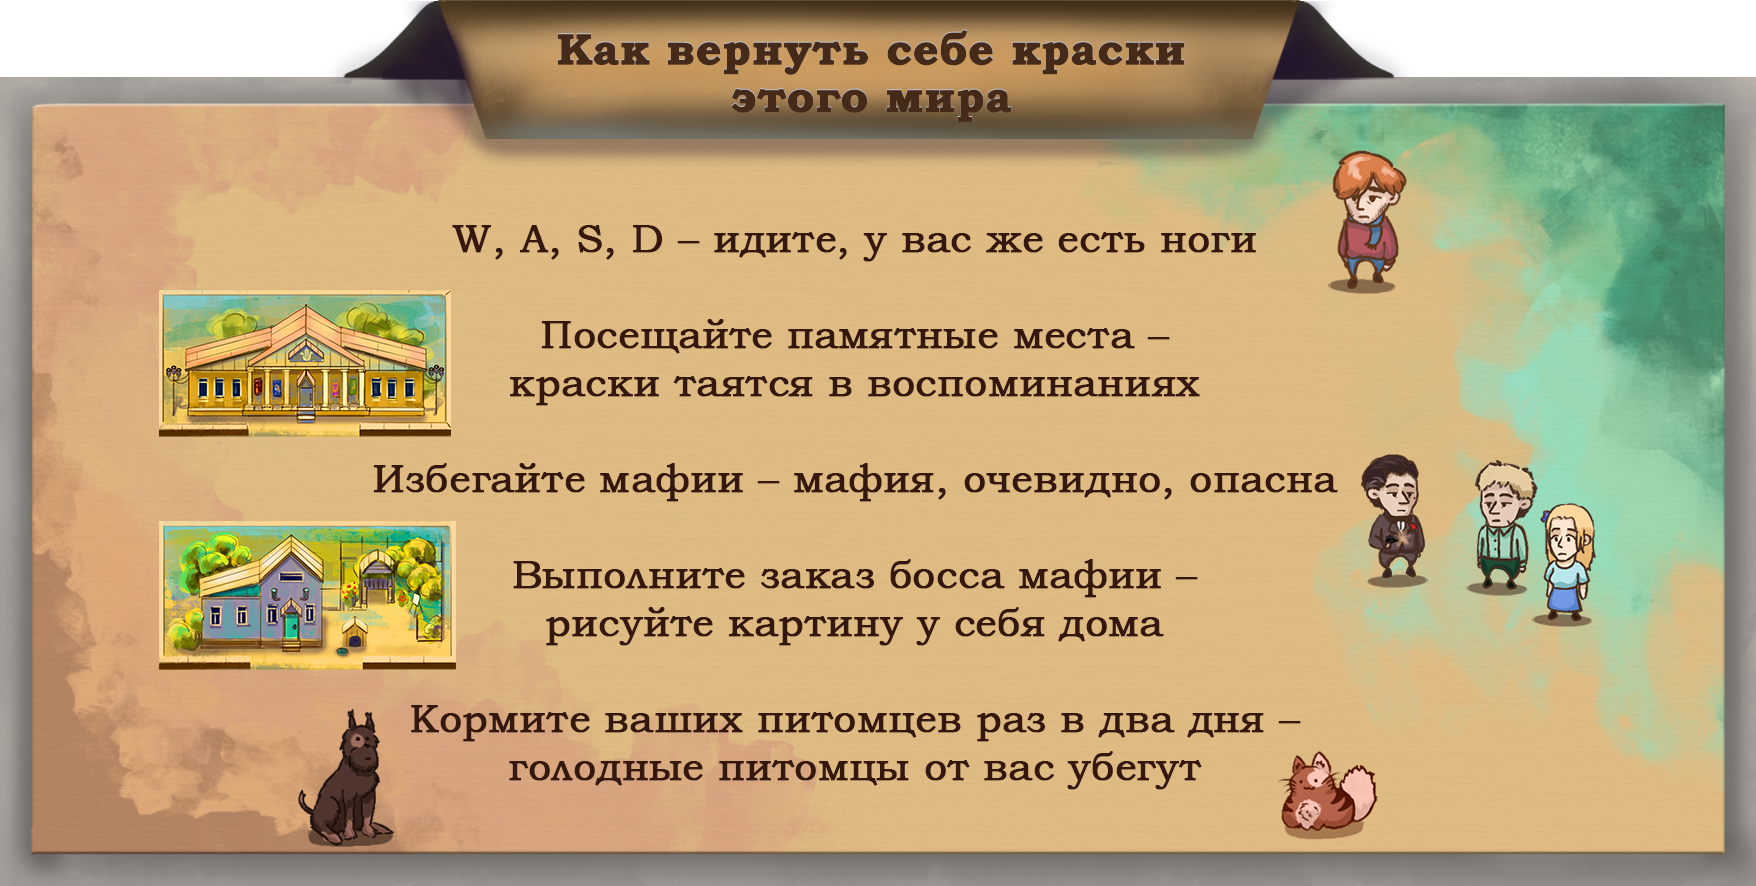 Как вернуть себе краски
этого мира
W, A, S, D – идите, у вас же есть ноги
Посещайте памятные места –
краски таятся в воспоминаниях
Избегайте мафии – мафия, очевидно, опасна
Выполните заказ босса мафии –
рисуйте картину у себя дома
Кормите ваших питомцев раз в два дня –
голодные питомцы от вас убегут